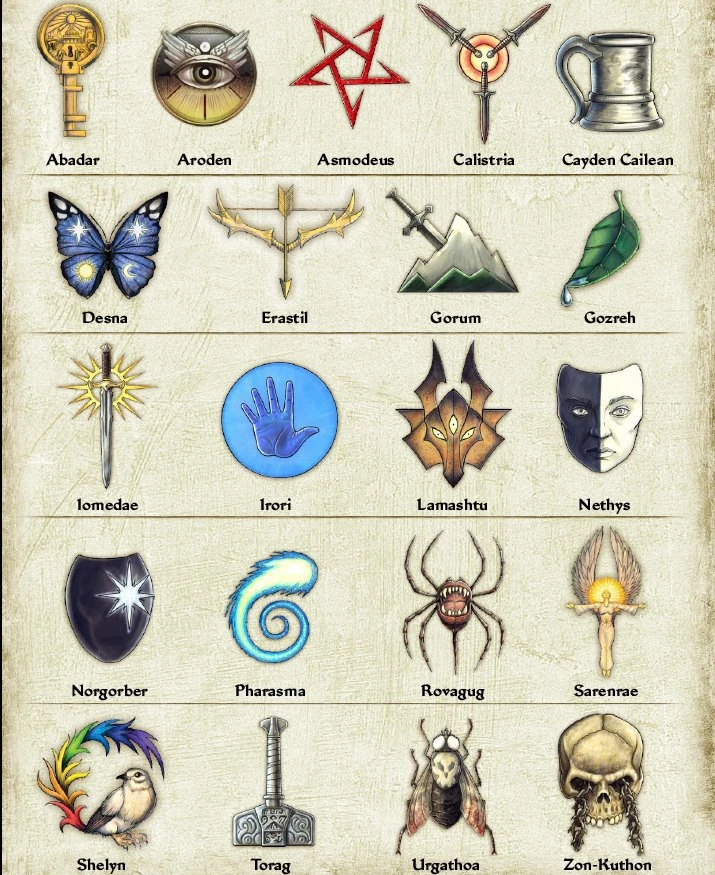 Abadar
Aroden
Asmodeus
Calistria
Cayden Cailean
Desna
Erastil
Gorum
Gozreh
Iomedae
Irori
Lamashtu
Nethys
Norgorber
Pharasma
Rovagug
Sarenrae
Shelyn
Torag
Urgathoa
Zon-Kuthon